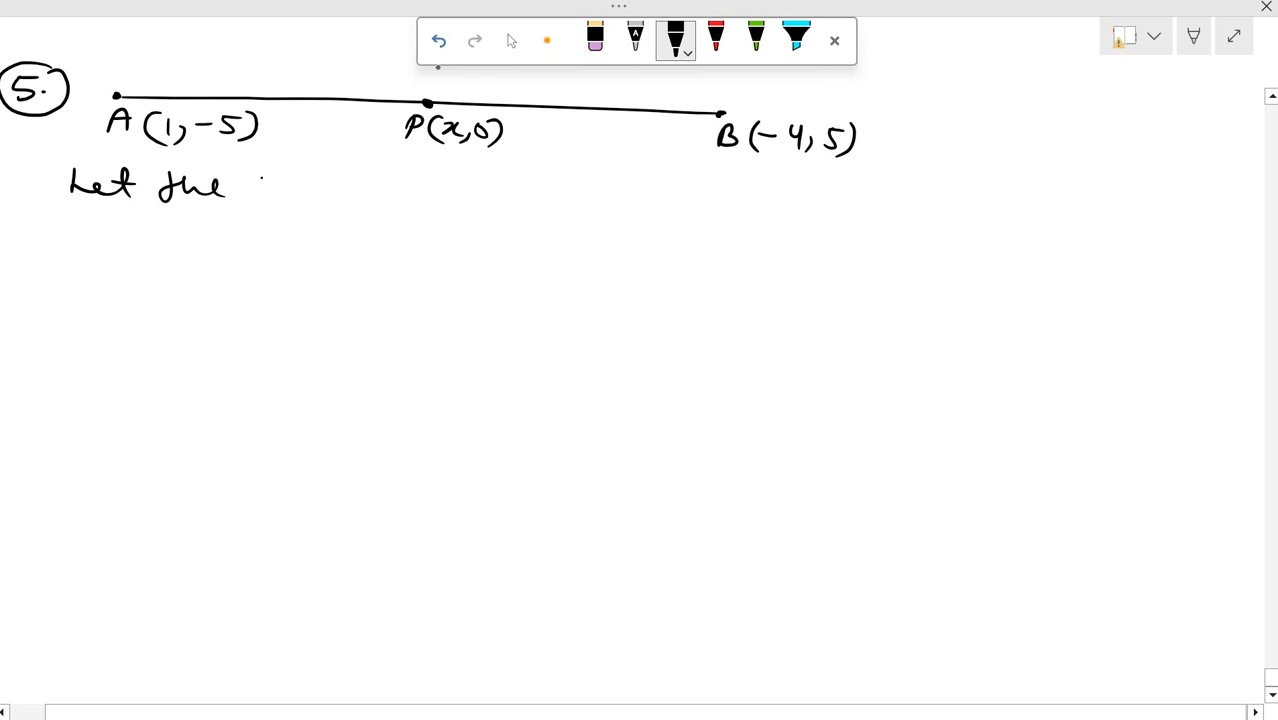 5.
A (1, -5) P(x, 0) B (-4, 5)
Let the